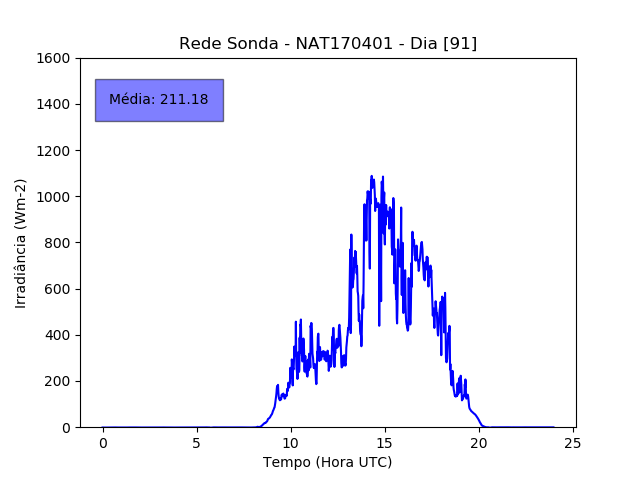 Rede Sonda - NAT170401 - Dia [91]
1600
1400
1200
1000
800
600
400
200
0
Irradiância (Wm-2)
Média: 211.18
0 5 10 15 20 25
Tempo (Hora UTC)